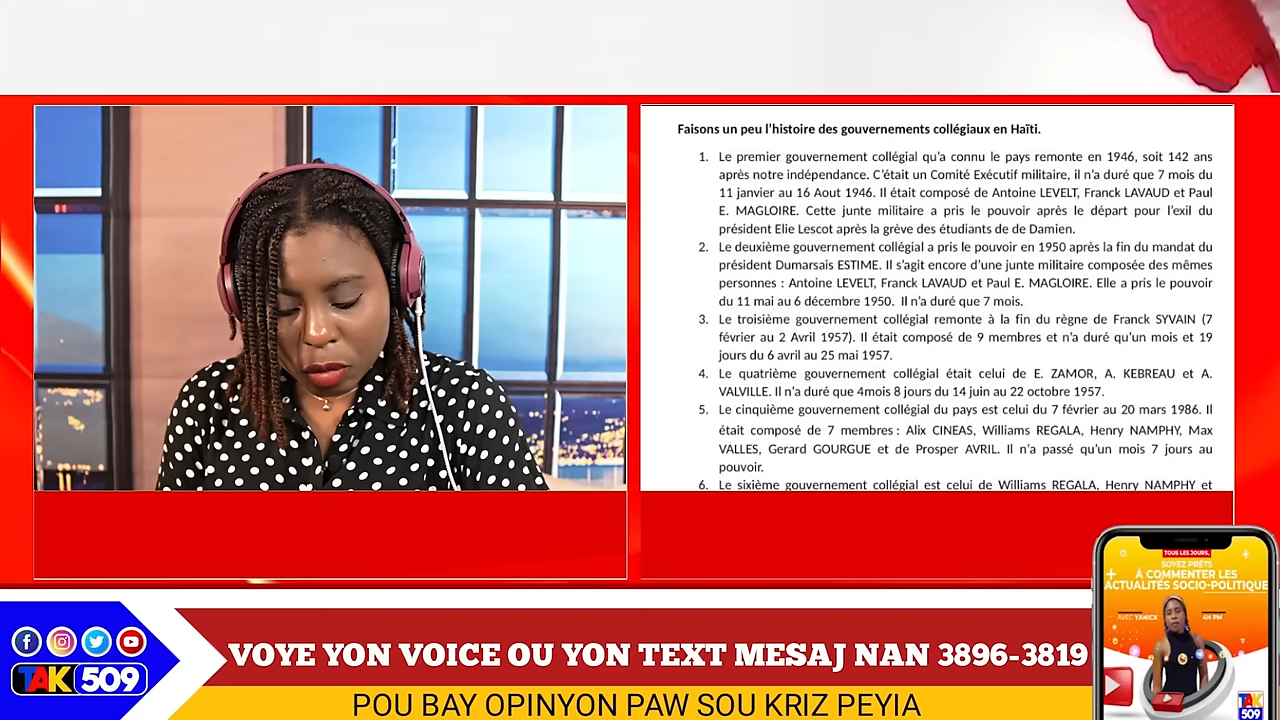 Faisons un peu l'histoire des gouvernements collégiaux en Haïti.
1. Le premier gouvernement collégial qu'a connu le pays remonte en 1946, soit 142 ans
après notre indépendance. C'était un Comité Exécutif militaire, il n'a duré que 7 mois du
11 janvier au 16 Aout 1946. Il était composé de Antoine LEVELT, Franck LAVAUD et Paul
E. MAGLOIRE. Cette junte militaire a pris le pouvoir après le départ pour l'exil du
président Elie Lescot après la grève des étudiants de de Damien.
2. Le deuxième gouvernement collégial a pris le pouvoir en 1950 après la fin du mandat du
président Dumarsais ESTIME. Il s'agit encore d'une junte militaire composée des mêmes
personnes : Antoine LEVELT, Franck LAVAUD et Paul E. MAGLOIRE. Elle a pris le pouvoir
du 11 mai au 6 décembre 1950. Il n'a duré que 7 mois.
3. Le troisième gouvernement collégial remonte à la fin du règne de Franck SYVAIN (7
février au 2 Avril 1957). Il était composé de 9 membres et n'a duré qu'un mois et 19
jours du 6 avril au 25 mai 1957.
4. Le quatrième gouvernement collégial était celui de E. ZAMOR, A. KEBREAU et A.
VALVILLE. Il n'a duré que 4mois 8 jours du 14 juin au 22 octobre 1957.
5. Le cinquième gouvernement collégial du pays est celui du 7 février au 20 mars 1986. Il
était composé de 7 membres : Alix CINEAS, Williams REGALA, Henry NAMPHY, Max
VALLES, Gerard GOURGUE et de Prosper AVRIL. Il n'a passé qu'un mois 7 jours au
pouvoir.
6. Le sixième gouvernement collégial est celui de Williams REGALA, Henry NAMPHY et
TOUS LES JOURS,
SOYEZ PRÊTS
À COMMENTER LES
ACTUALITÉS SOCIO-POLITIQUE
AVEC YANICK
4H PM
TAK 509
TAK 509
VOYE YON VOICE OU YON TEXT MESAJ NAN 3896-3819
POU BAY OPINYON PAW SOU KRIZ PEYIA